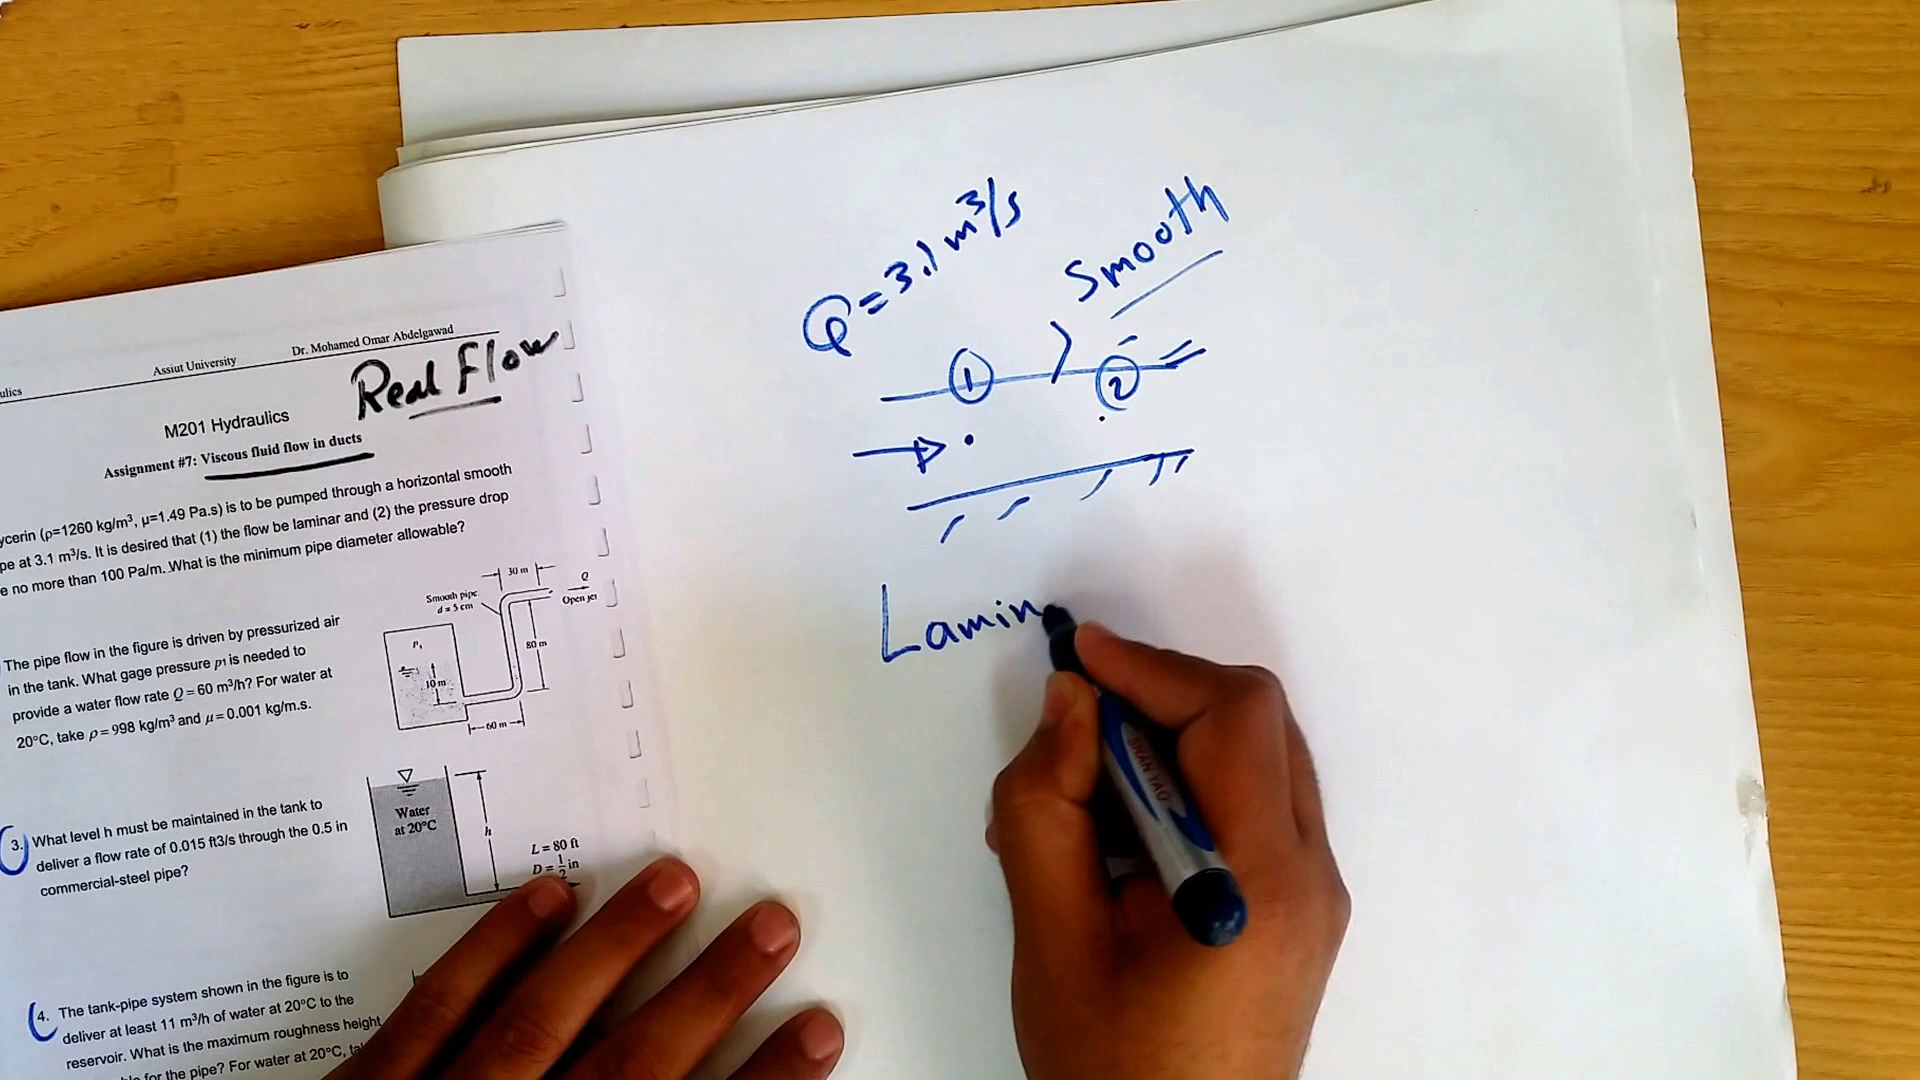 Assiut University
Dr. Mohamed Omar Abdelgawad
Real Flow
M201 Hydraulics
Assignment #7: Viscous fluid flow in ducts
ycerin (ρ=1260 kg/m³, μ=1.49 Pa.s) is to be pumped through a horizontal smooth
pe at 3.1 m³/s. It is desired that (1) the flow be laminar and (2) the pressure drop
e no more than 100 Pa/m. What is the minimum pipe diameter allowable?
The pipe flow in the figure is driven by pressurized air
in the tank. What gage pressure p1 is needed to
provide a water flow rate Q = 60 m³/h? For water at
20°C, take ρ = 998 kg/m³ and μ = 0.001 kg/m.s.
30 m
Q
Smooth pipe
d = 5 cm
Open jet
P₁
80 m
10 m
60 m
3. What level h must be maintained in the tank to
deliver a flow rate of 0.015 ft3/s through the 0.5 in
commercial-steel pipe?
Water
at 20°C
h
L = 80 ft
D = 1/2 in
4. The tank-pipe system shown in the figure is to
deliver at least 11 m³/h of water at 20°C to the
reservoir. What is the maximum roughness height
for the pipe? For water at 20°C,
Q = 3.1 m³/s
Smooth
1
2
Lamin
SHAN YAO